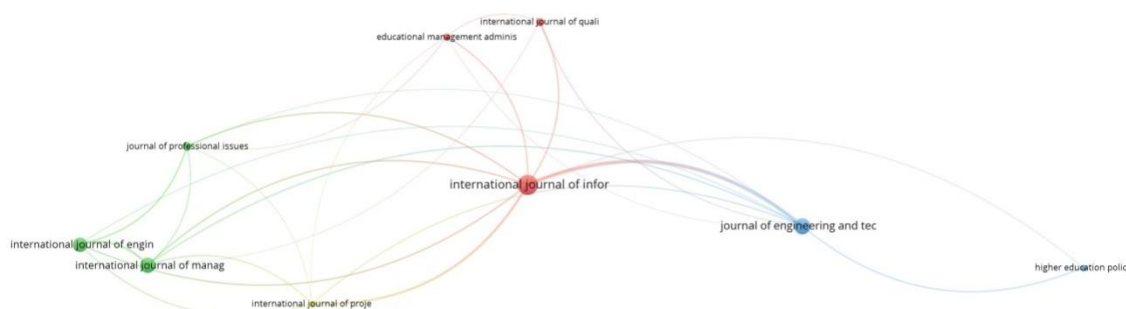 international journal of quali
educational management adminis
journal of professional issues
international journal of infor
journal of engineering and tec
international journal of engin
international journal of manag
higher education polic
international journal of proje